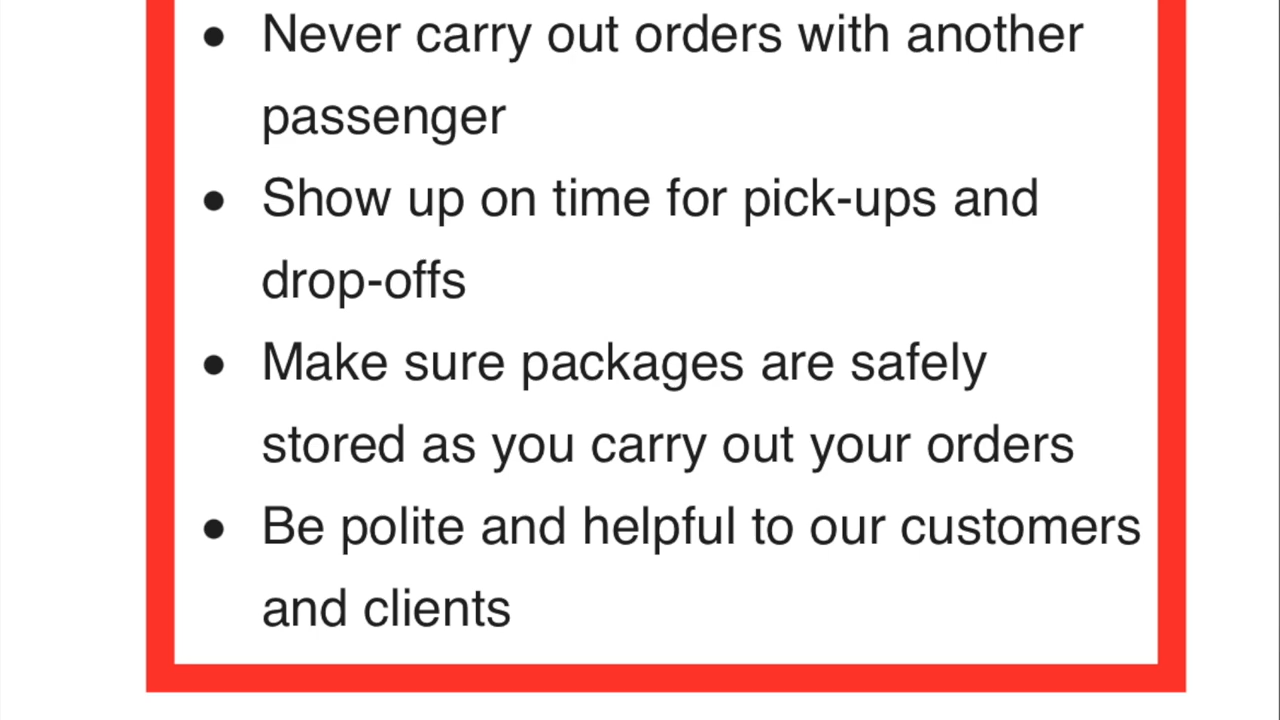 • Never carry out orders with another
passenger
• Show up on time for pick-ups and
drop-offs
• Make sure packages are safely
stored as you carry out your orders
• Be polite and helpful to our customers
and clients